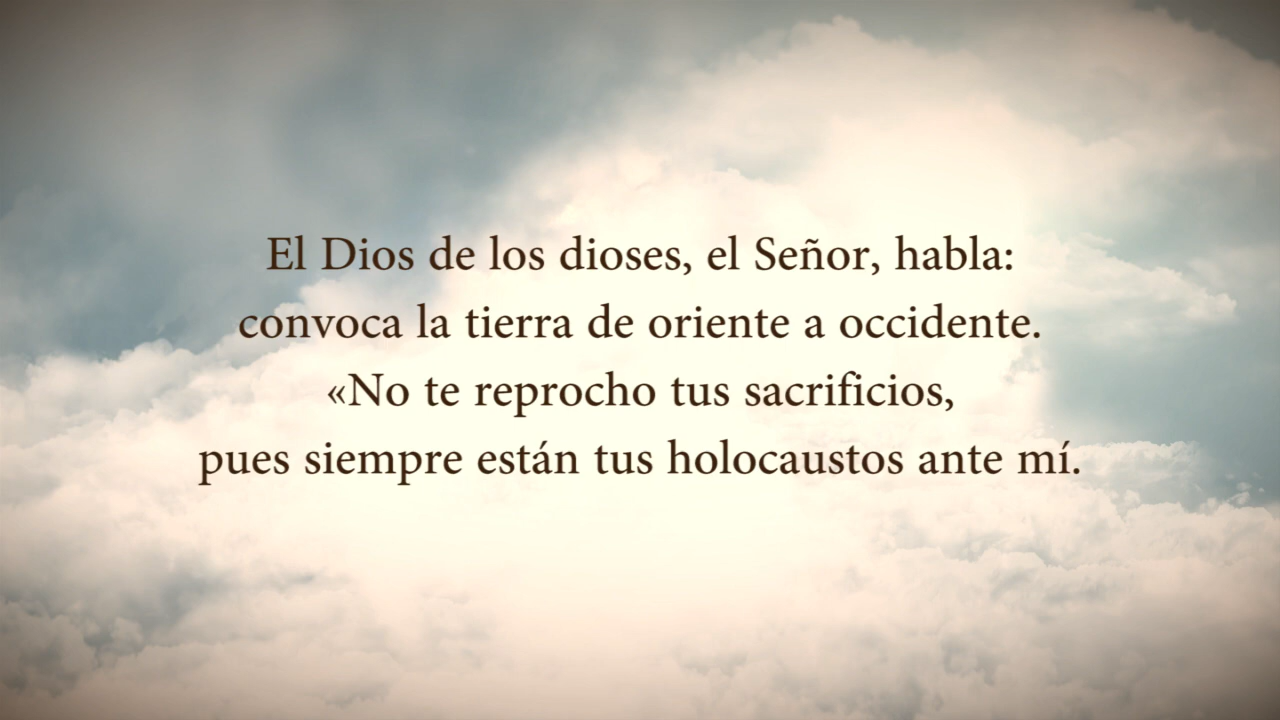 El Dios de los dioses, el Señor, habla:
convoca la tierra de oriente a occidente.
«No te reprocho tus sacrificios,
pues siempre están tus holocaustos ante mí.